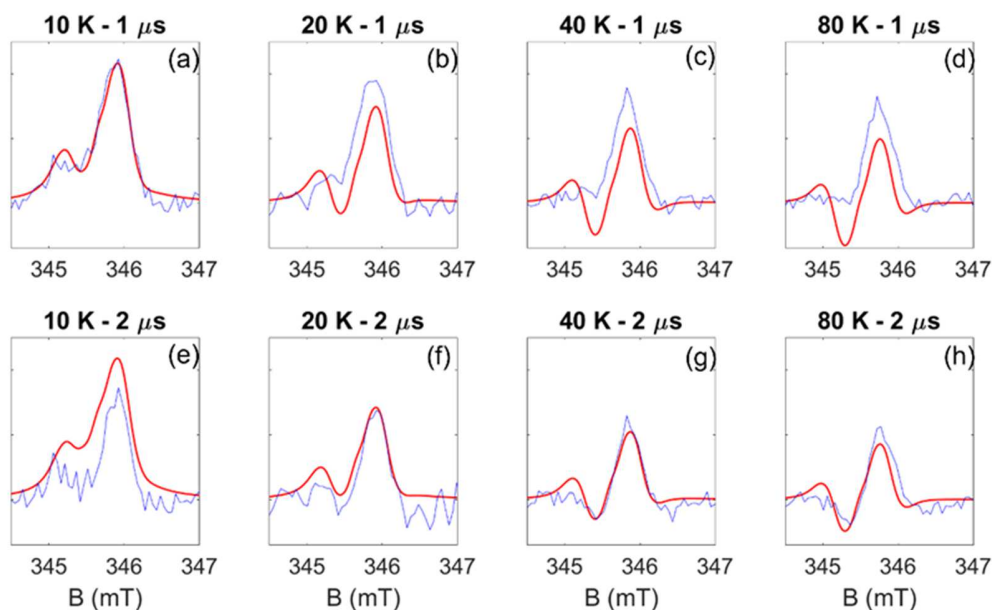 10 K - 1 μs 20 K - 1 μs 40 K - 1 μs 80 K - 1 μs
(a) (b) (c) (d)
345 346 347 345 346 347 345 346 347 345 346 347
10 K - 2 μs 20 K - 2 μs 40 K - 2 μs 80 K - 2 μs
(e) (f) (g) (h)
345 346 347 345 346 347 345 346 347 345 346 347
B (mT) B (mT) B (mT) B (mT)